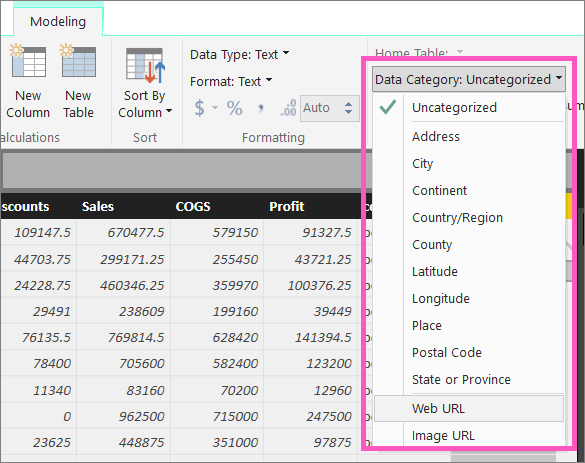 Modeling
Data Type: Text
Home Table:
Data Category: Uncategorized
New
Column
New
Table
Sort By
Column
Format: Text
$ % , .00 Auto
Sort
Formatting
Uncategorized
Address
City
Continent
Country/Region
County
Latitude
Longitude
Place
Postal Code
State or Province
Web URL
Image URL
Sales COGS Profit
109147.5 670477.5 579150 91327.5
44703.75 299171.25 255450 43721.25
24228.75 460346.25 359970 100376.25
29491 238609 199160 39449
76135.5 769814.5 628420 141394.5
78400 705600 582400 123200
11340 83160 70200 12960
0 962500 715000 247500
23625 448875 351000 97875